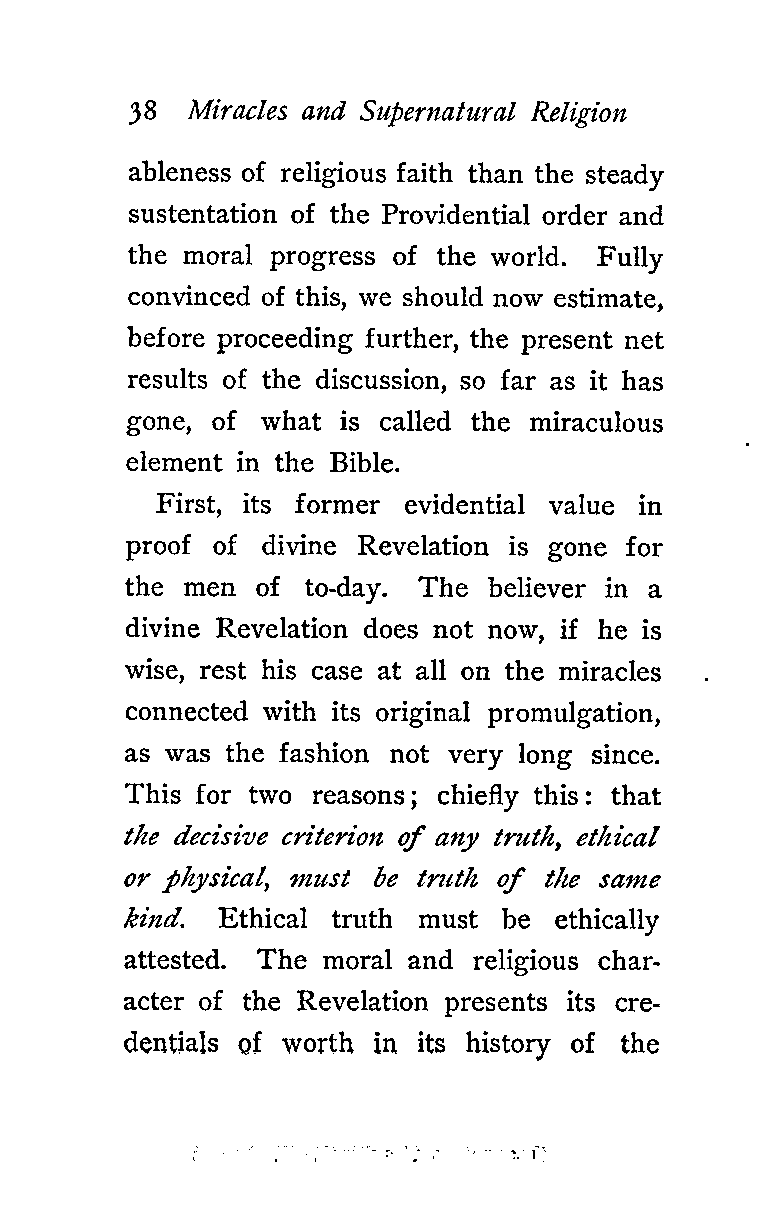 38 Miracles and Supernatural Religion
ableness of religious faith than the steady
sustentation of the Providential order and
the moral progress of the world. Fully
convinced of this, we should now estimate,
before proceeding further, the present net
results of the discussion, so far as it has
gone, of what is called the miraculous
element in the Bible.
First, its former evidential value in
proof of divine Revelation is gone for
the men of to-day. The believer in a
divine Revelation does not now, if he is
wise, rest his case at all on the miracles
connected with its original promulgation,
as was the fashion not very long since.
This for two reasons; chiefly this: that
the decisive criterion of any truth, ethical
or physical, must be truth of the same
kind. Ethical truth must be ethically
attested. The moral and religious char-
acter of the Revelation presents its cre-
dentials of worth in its history of the